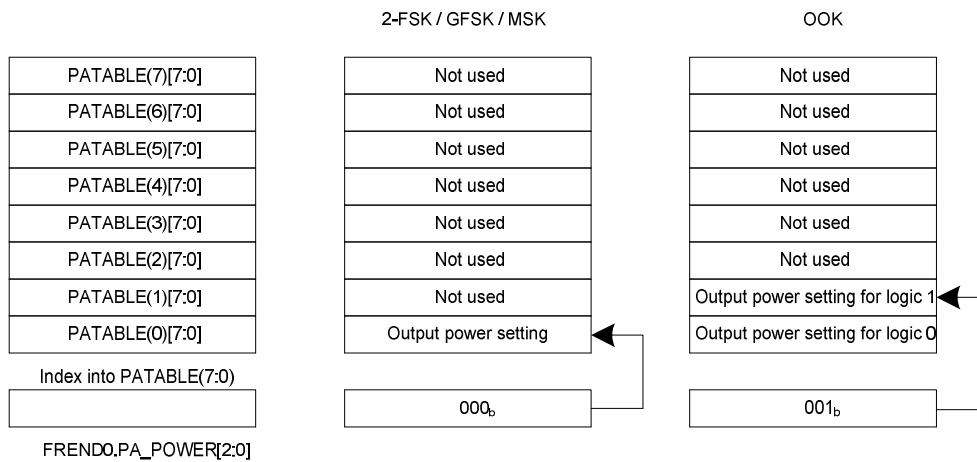 2-FSK / GFSK / MSK
OOK
PATABLE(7)[7:0]
Not used
Not used
PATABLE(6)[7:0]
Not used
Not used
PATABLE(5)[7:0]
Not used
Not used
PATABLE(4)[7:0]
Not used
Not used
PATABLE(3)[7:0]
Not used
Not used
PATABLE(2)[7:0]
Not used
Not used
PATABLE(1)[7:0]
Not used
Output power setting for logic 1
PATABLE(0)[7:0]
Output power setting
Output power setting for logic 0
Index into PATABLE(7:0)
000b
001b
FREND0.PA_POWER[2:0]